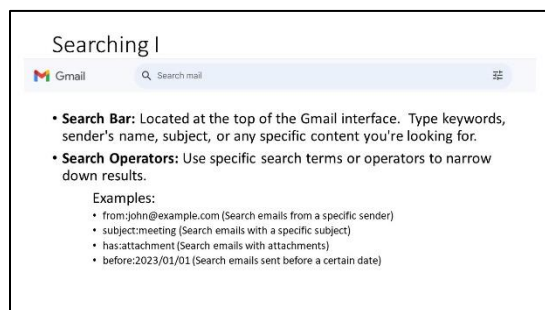 Searching I
Gmail
Search mail
• Search Bar: Located at the top of the Gmail interface. Type keywords,
sender's name, subject, or any specific content you're looking for.
• Search Operators: Use specific search terms or operators to narrow
down results.
Examples:
• from:john@example.com (Search emails from a specific sender)
• subject:meeting (Search emails with a specific subject)
• has:attachment (Search emails with attachments)
• before:2023/01/01 (Search emails sent before a certain date)